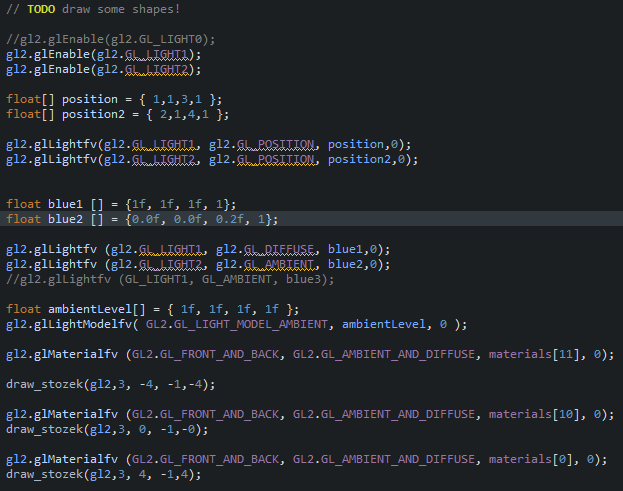 // TODO draw some shapes!
//gl2.glEnable(gl2.GL_LIGHT0);
gl2.glEnable(gl2.GL_LIGHT1);
gl2.glEnable(gl2.GL_LIGHT2);
float[] position = { 1,1,3,1 };
float[] position2 = { 2,1,4,1 };
gl2.glLightfv(gl2.GL_LIGHT1, gl2.GL_POSITION, position,0);
gl2.glLightfv(gl2.GL_LIGHT2, gl2.GL_POSITION, position2,0);
float blue1 [] = {1f, 1f, 1f, 1};
float blue2 [] = {0.0f, 0.0f, 0.2f, 1};
gl2.glLightfv (gl2.GL_LIGHT1, gl2.GL_DIFFUSE, blue1,0);
gl2.glLightfv (gl2.GL_LIGHT2, gl2.GL_AMBIENT, blue2,0);
//gl2.glLightfv (GL_LIGHT1, GL_AMBIENT, blue3);
float ambientLevel[] = { 1f, 1f, 1f, 1f };
gl2.glLightModelfv( GL2.GL_LIGHT_MODEL_AMBIENT, ambientLevel, 0 );
gl2.glMaterialfv (GL2.GL_FRONT_AND_BACK, GL2.GL_AMBIENT_AND_DIFFUSE, materials[11], 0);
draw_stozek(gl2,3, -4, -1,-4);
gl2.glMaterialfv (GL2.GL_FRONT_AND_BACK, GL2.GL_AMBIENT_AND_DIFFUSE, materials[10], 0);
draw_stozek(gl2,3, 0, -1,-0);
gl2.glMaterialfv (GL2.GL_FRONT_AND_BACK, GL2.GL_AMBIENT_AND_DIFFUSE, materials[0], 0);
draw_stozek(gl2,3, 4, -1,4);